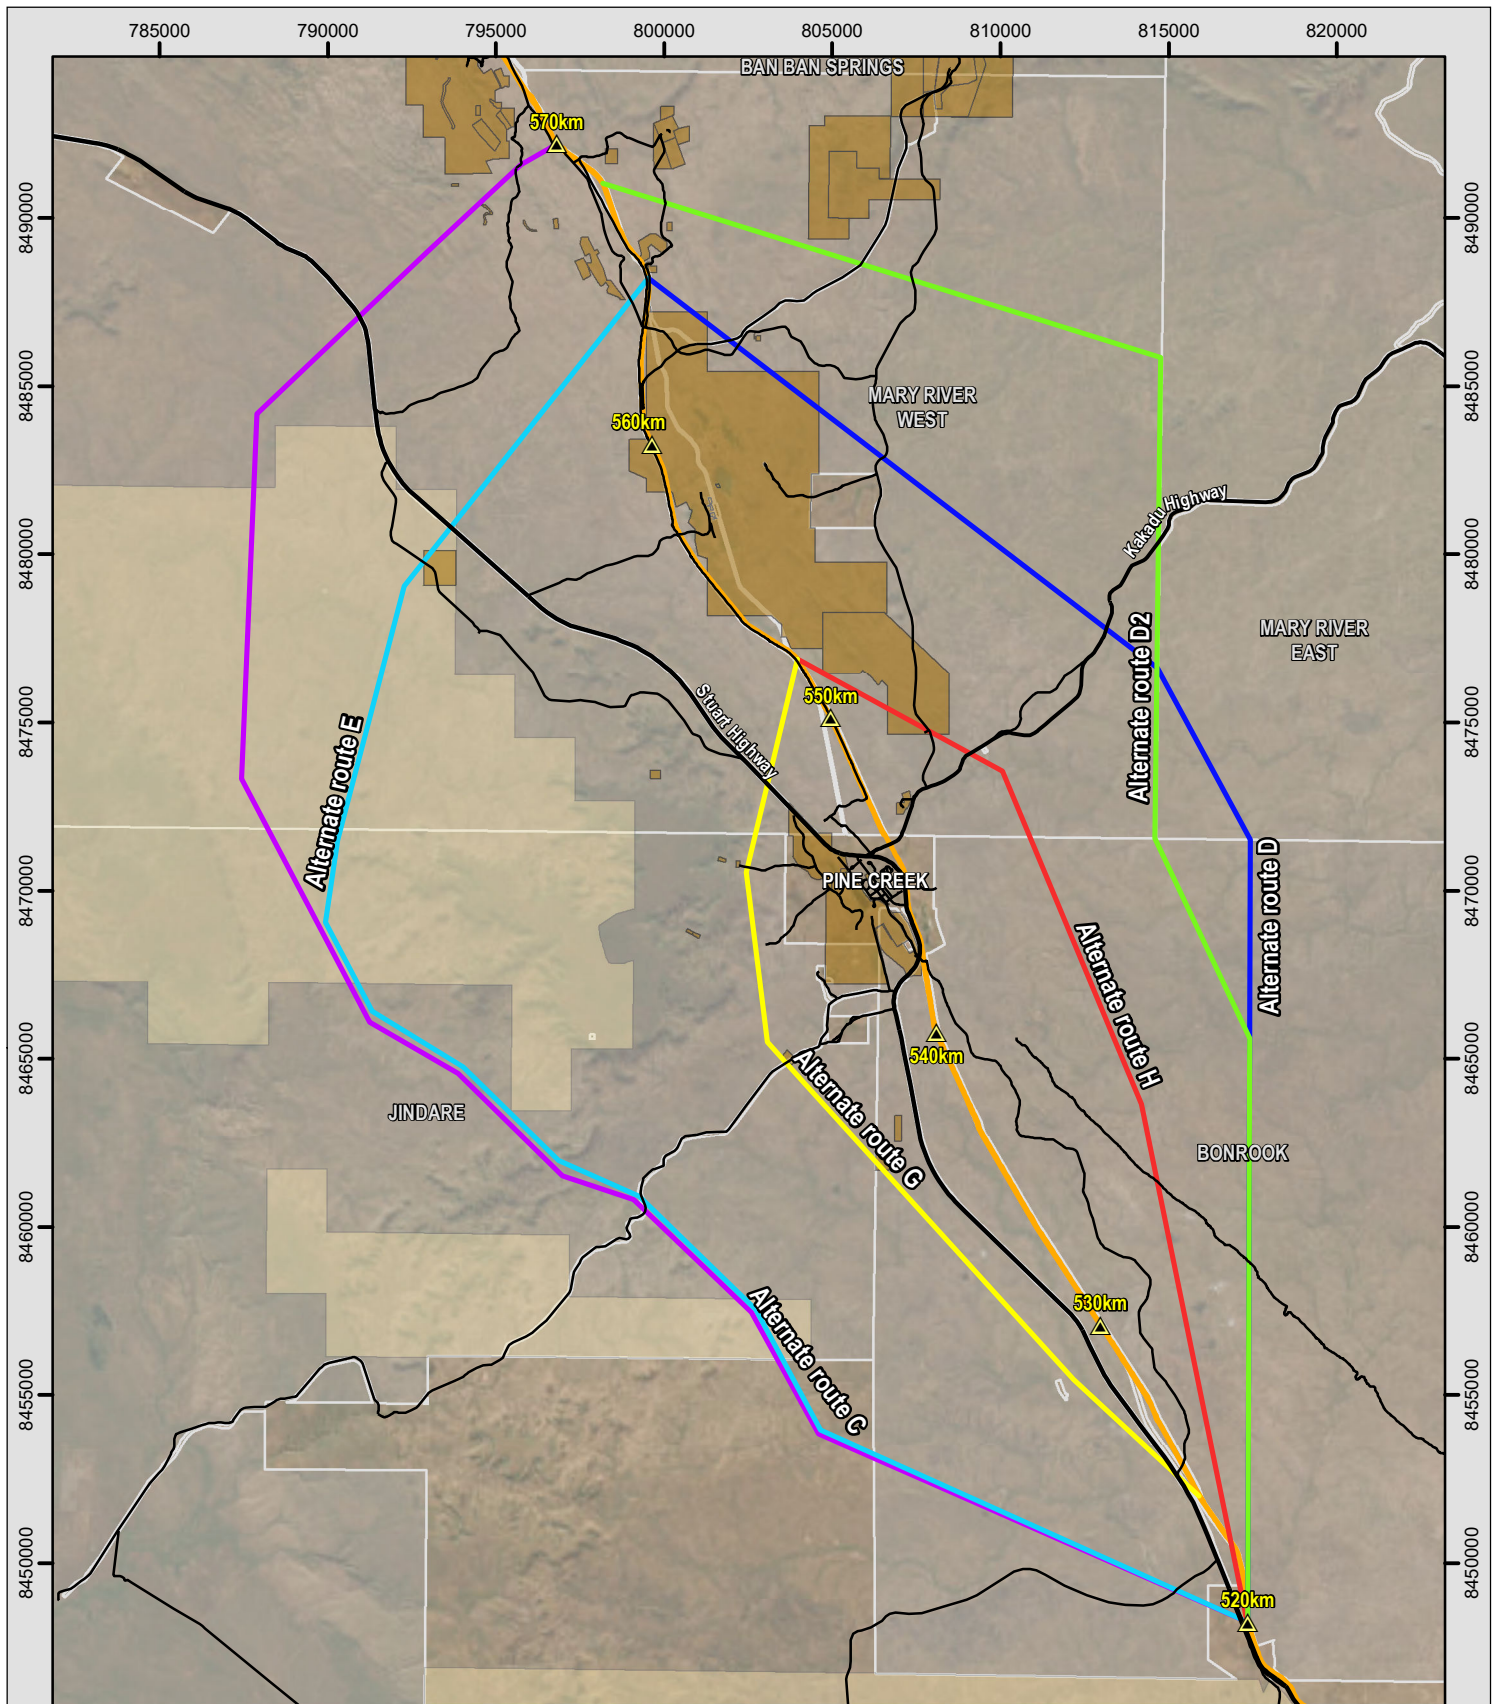 785000
790000
795000
800000
805000
810000
815000
820000
BAN BAN SPRINGS
570km
8490000
8490000
8485000
8485000
MARY RIVER
WEST
560km
Kakadu Highway
8480000
8480000
Alternate route D2
MARY RIVER
EAST
550km
Stuart Highway
8475000
8475000
Alternate route E
Alternate route D
PINE CREEK
8470000
8470000
Alternate route H
540km
8465000
8465000
Alternate route G
JINDARE
BONROOK
8460000
8460000
530km
Alternate route C
8455000
8455000
8450000
8450000
520km